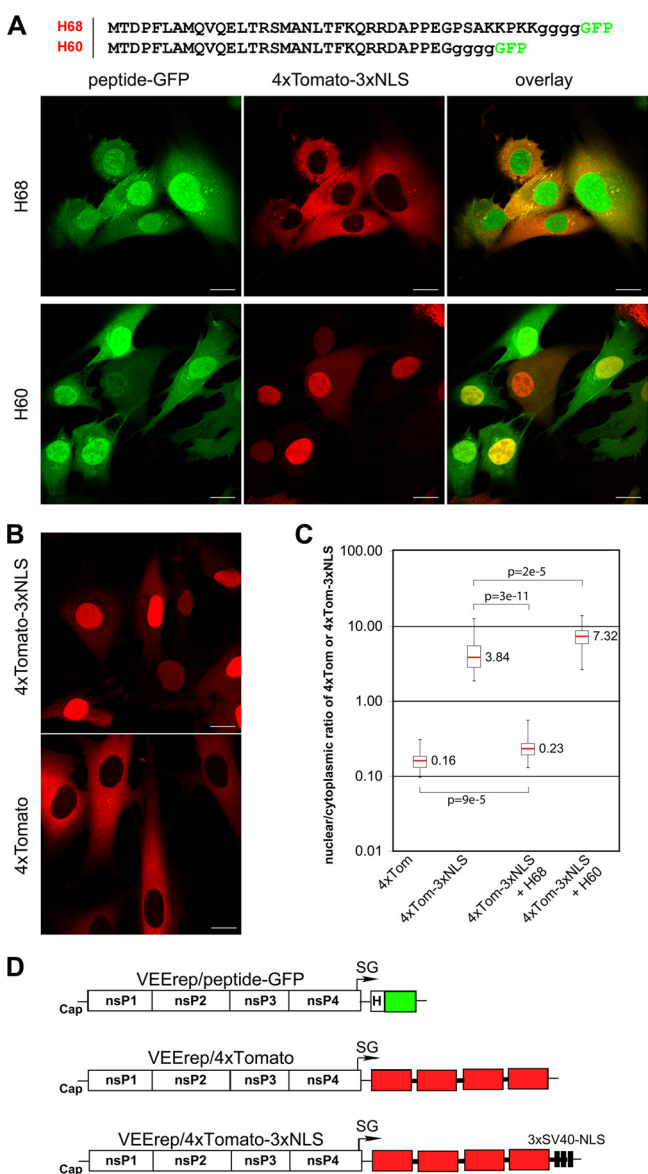 A
H68 MTDPFLAMQVQELTRSMANLTFKQRRDAPPEGPSAKKPKKggggGFP
H60 MTDPFLAMQVQELTRSMANLTFKQRRDAPPEGggggGFP
peptide-GFP 4xTomato-3xNLS overlay
H68
H60
B
4xTomato-3xNLS
4xTomato
C
nuclear/cytoplasmic ratio of 4xTom or 4xTom-3xNLS
100.00
10.00
1.00
0.10
0.01
p=2e-5
p=3e-11
7.32
3.84
0.16
0.23
p=9e-5
4xTom
4xTom-3xNLS
4xTom-3xNLS
+ H68
4xTom-3xNLS
+ H60
D
VEErep/peptide-GFP SG
Cap nsP1 nsP2 nsP3 nsP4 H
VEErep/4xTomato SG
Cap nsP1 nsP2 nsP3 nsP4
VEErep/4xTomato-3xNLS SG 3xSV40-NLS
Cap nsP1 nsP2 nsP3 nsP4